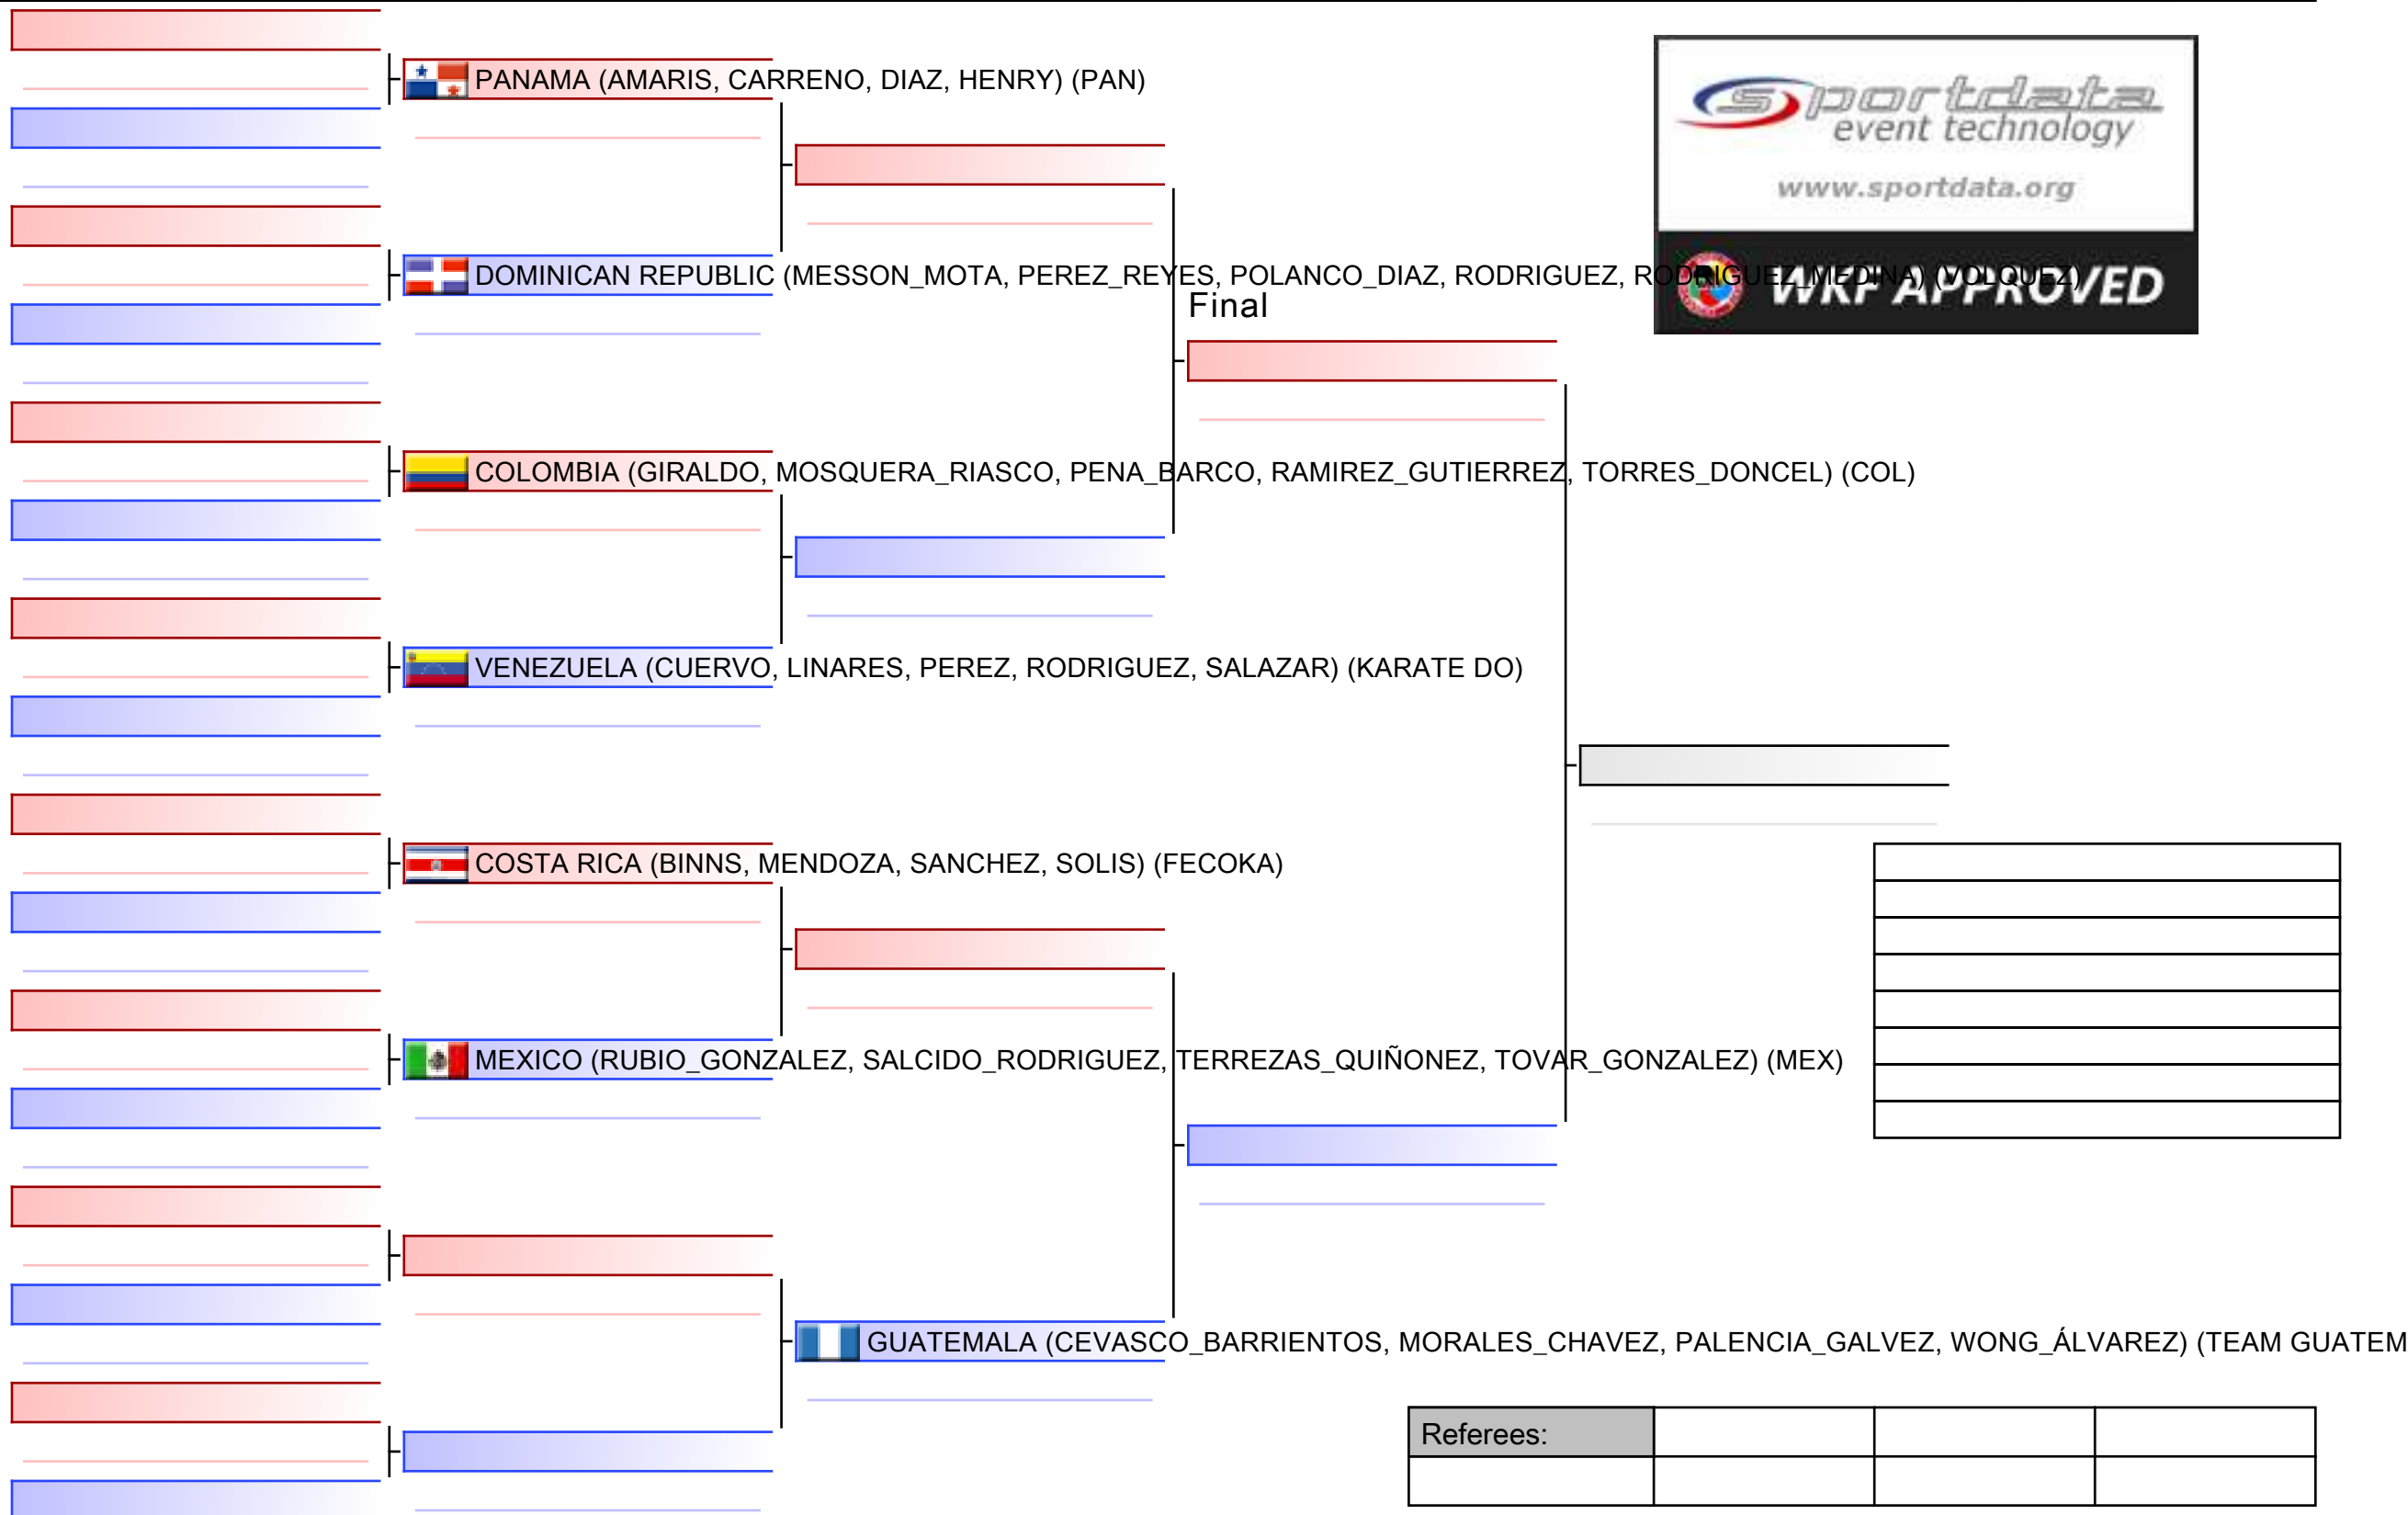 PANAMA (AMARIS, CARRENO, DIAZ, HENRY) (PAN)
sportdata
event technology
www.sportdata.org
DOMINICAN REPUBLIC (MESSON_MOTA, PEREZ_REYES, POLANCO_DIAZ, RODRIGUEZ, RODRIGUEZ_MEDINA) (VOLQUEZ)
WKF APPROVED
Final
COLOMBIA (GIRALDO, MOSQUERA_RIASCO, PENA_BARCO, RAMIREZ_GUTIERREZ, TORRES_DONCEL) (COL)
VENEZUELA (CUERVO, LINARES, PEREZ, RODRIGUEZ, SALAZAR) (KARATE DO)
COSTA RICA (BINNS, MENDOZA, SANCHEZ, SOLIS) (FECOKA)
MEXICO (RUBIO_GONZALEZ, SALCIDO_RODRIGUEZ, TERREZAS_QUIÑONEZ, TOVAR_GONZALEZ) (MEX)
GUATEMALA (CEVASCO_BARRIENTOS, MORALES_CHAVEZ, PALENCIA_GALVEZ, WONG_ÁLVAREZ) (TEAM GUATEM
Referees: